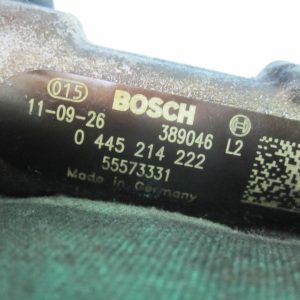 015 BOSCH
11-09-26 389046 L2
0 445 214 222
55573331
Made in Germany